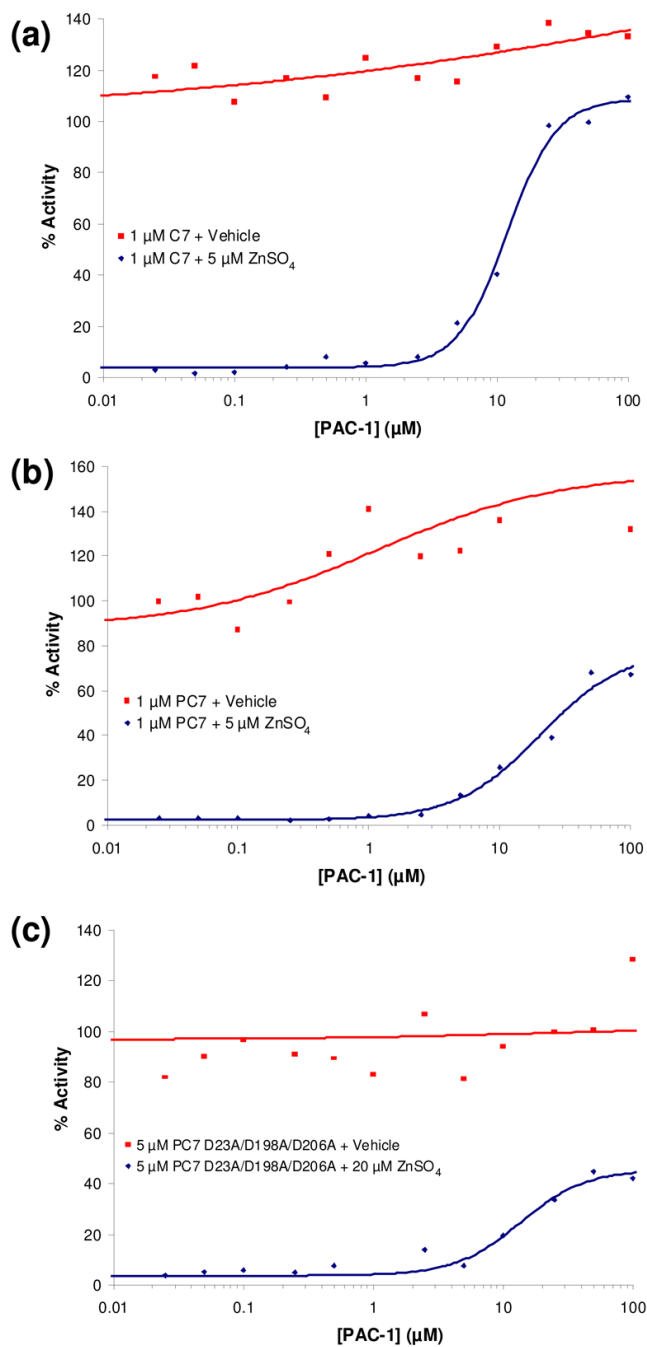 (a)
140
120
100
80
60
40
20
0
% Activity
1 µM C7 + Vehicle
1 µM C7 + 5 µM ZnSO4
0.01 0.1 1 10 100
[PAC-1] (µM)
(b)
160
140
120
100
80
60
40
20
0
% Activity
1 µM PC7 + Vehicle
1 µM PC7 + 5 µM ZnSO4
0.01 0.1 1 10 100
[PAC-1] (µM)
(c)
140
120
100
80
60
40
20
0
% Activity
5 µM PC7 D23A/D198A/D206A + Vehicle
5 µM PC7 D23A/D198A/D206A + 20 µM ZnSO4
0.01 0.1 1 10 100
[PAC-1] (µM)